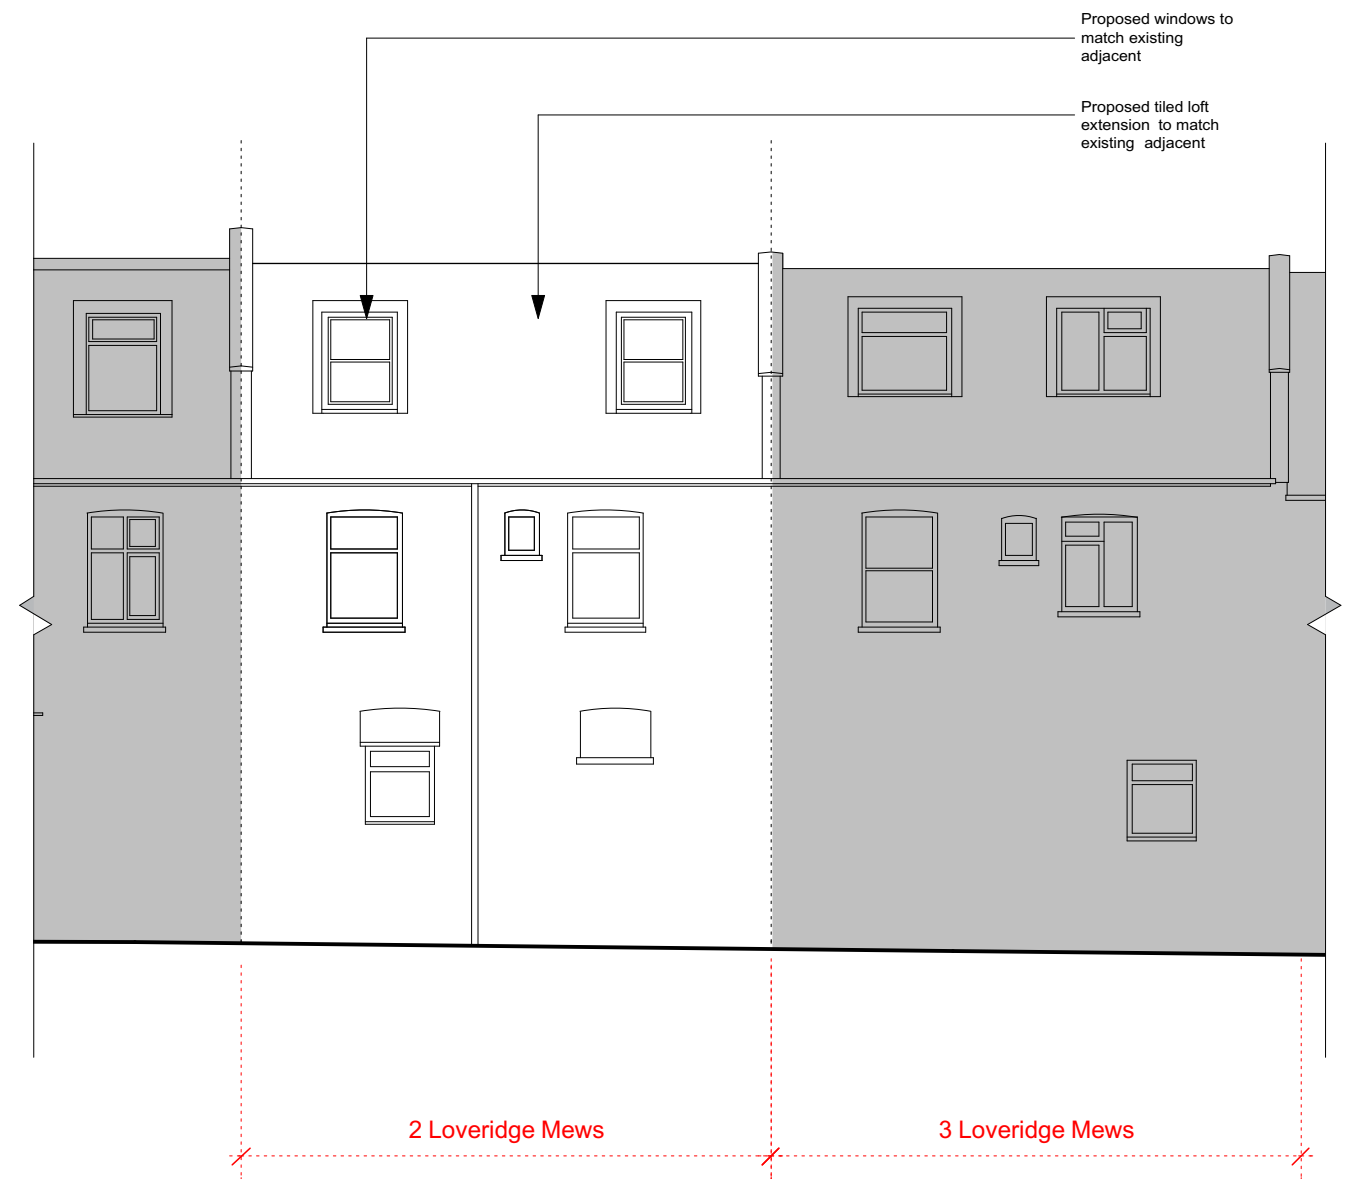 Proposed windows to
match existing
adjacent
Proposed tiled loft
extension to match
existing adjacent
2 Loveridge Mews
3 Loveridge Mews